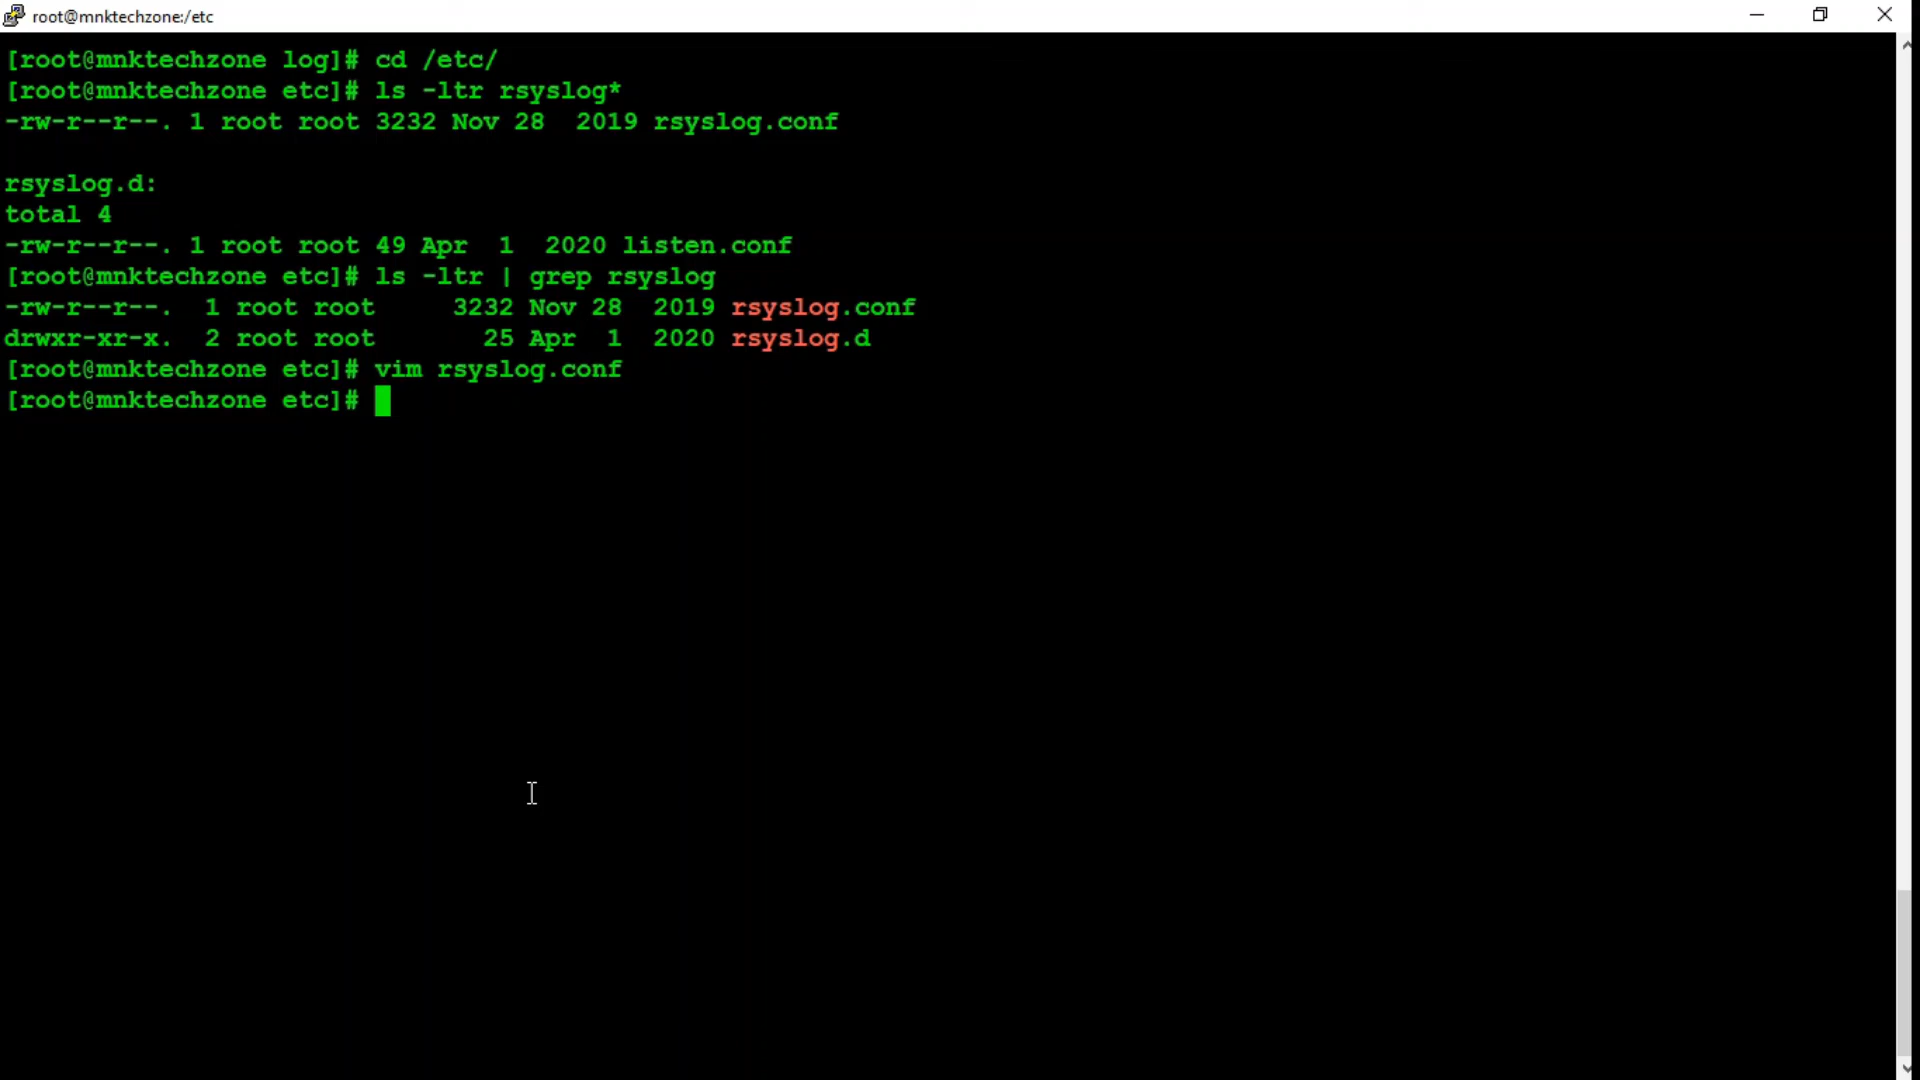 root@mnktechzone:/etc
[root@mnktechzone log]# cd /etc/
[root@mnktechzone etc]# ls -ltr rsyslog*
-rw-r--r--. 1 root root 3232 Nov 28  2019 rsyslog.conf
rsyslog.d:
total 4
-rw-r--r--. 1 root root 49 Apr  1  2020 listen.conf
[root@mnktechzone etc]# ls -ltr | grep rsyslog
-rw-r--r--.  1 root root     3232 Nov 28  2019 rsyslog.conf
drwxr-xr-x.  2 root root       25 Apr  1  2020 rsyslog.d
[root@mnktechzone etc]# vim rsyslog.conf
[root@mnktechzone etc]#